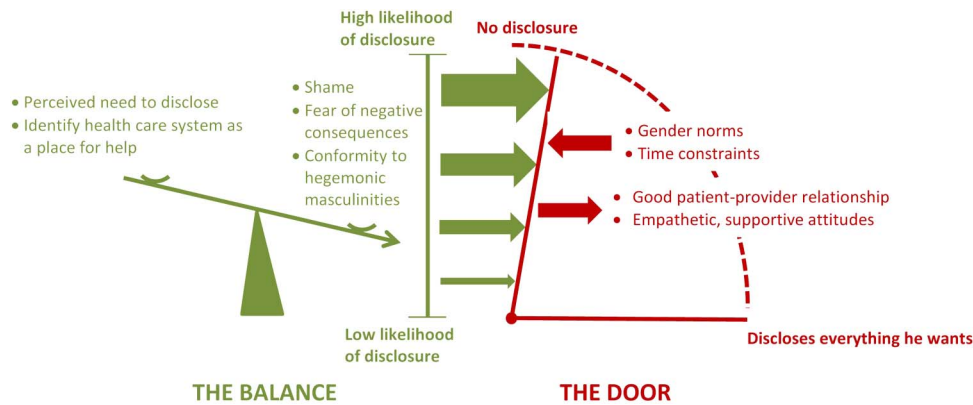 High likelihood
of disclosure
No disclosure
• Perceived need to disclose
• Identify health care system as
a place for help
• Shame
• Fear of negative
consequences
• Conformity to
hegemonic
masculinities
• Gender norms
• Time constraints
• Good patient-provider relationship
• Empathetic, supportive attitudes
Low likelihood
of disclosure
Discloses everything he wants
THE BALANCE
THE DOOR